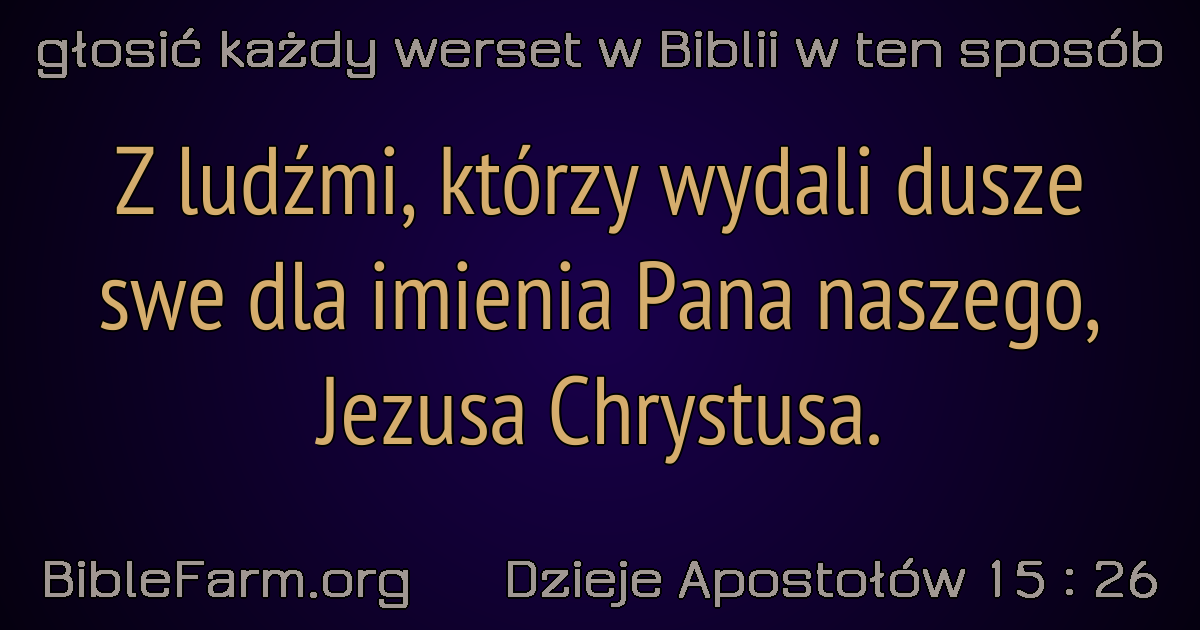 głosić każdy werset w Biblii w ten sposób
Z ludźmi, którzy wydali dusze
swe dla imienia Pana naszego,
Jezusa Chrystusa.
BibleFarm.org Dzieje Apostołów 15 : 26